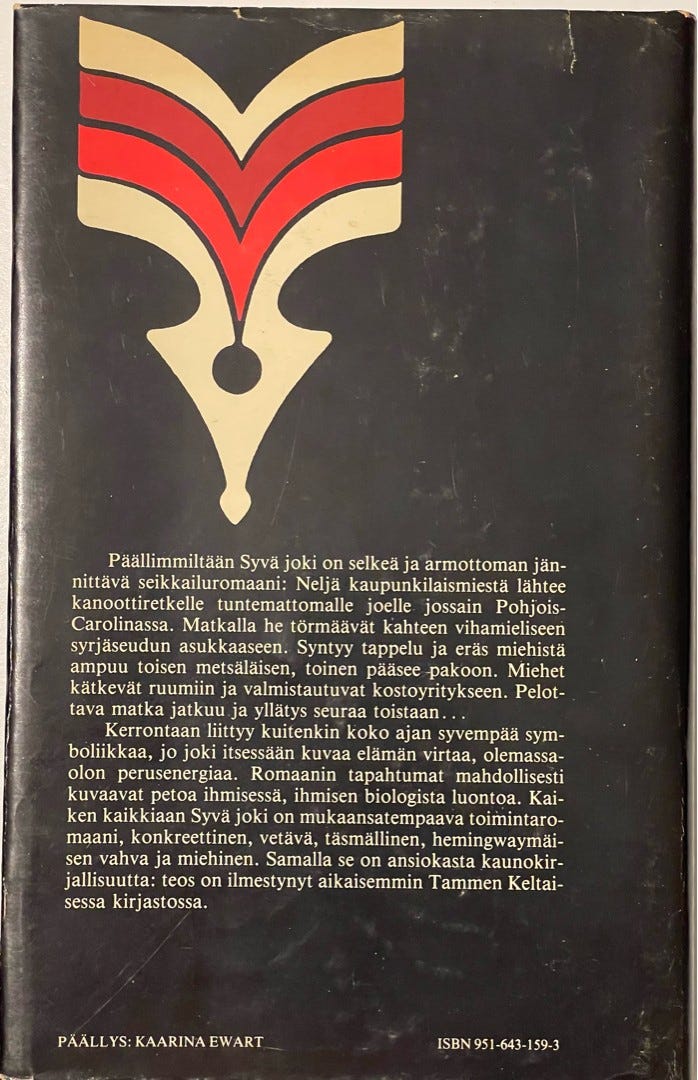 Päällimmiltään Syvä joki on selkeä ja armottoman jän-
nittävä seikkailuromaani: Neljä kaupunkilaismiestä lähtee
kanoottiretkelle tuntemattomalle joelle jossain Pohjois-
Carolinassa. Matkalla he törmäävät kahteen vihamieliseen
syrjäseudun asukkaaseen. Syntyy tappelu ja eräs miehistä
ampuu toisen metsäläisen, toinen pääsee pakoon. Miehet
kätkevät ruumiin ja valmistautuvat kostoyritykseen. Pelot-
tava matka jatkuu ja yllätys seuraa toistaan...
Kerrontaan liittyy kuitenkin koko ajan syvempää sym-
boliikkaa, jo joki itsessään kuvaa elämän virtaa, olemassa-
olon perusenergiaa. Romaanin tapahtumat mahdollisesti
kuvaavat petoa ihmisessä, ihmisen biologista luontoa. Kai-
ken kaikkiaan Syvä joki on mukaansatempaava toimintaro-
maani, konkreettinen, vetävä, täsmällinen, hemingwaymäi-
sen vahva ja miehinen. Samalla se on ansiokasta kaunokir-
jallisuutta: teos on ilmestynyt aikaisemmin Tammen Keltai-
sessa kirjastossa.
PÄÄLLYS: KAARINA EWART
ISBN 951-643-159-3